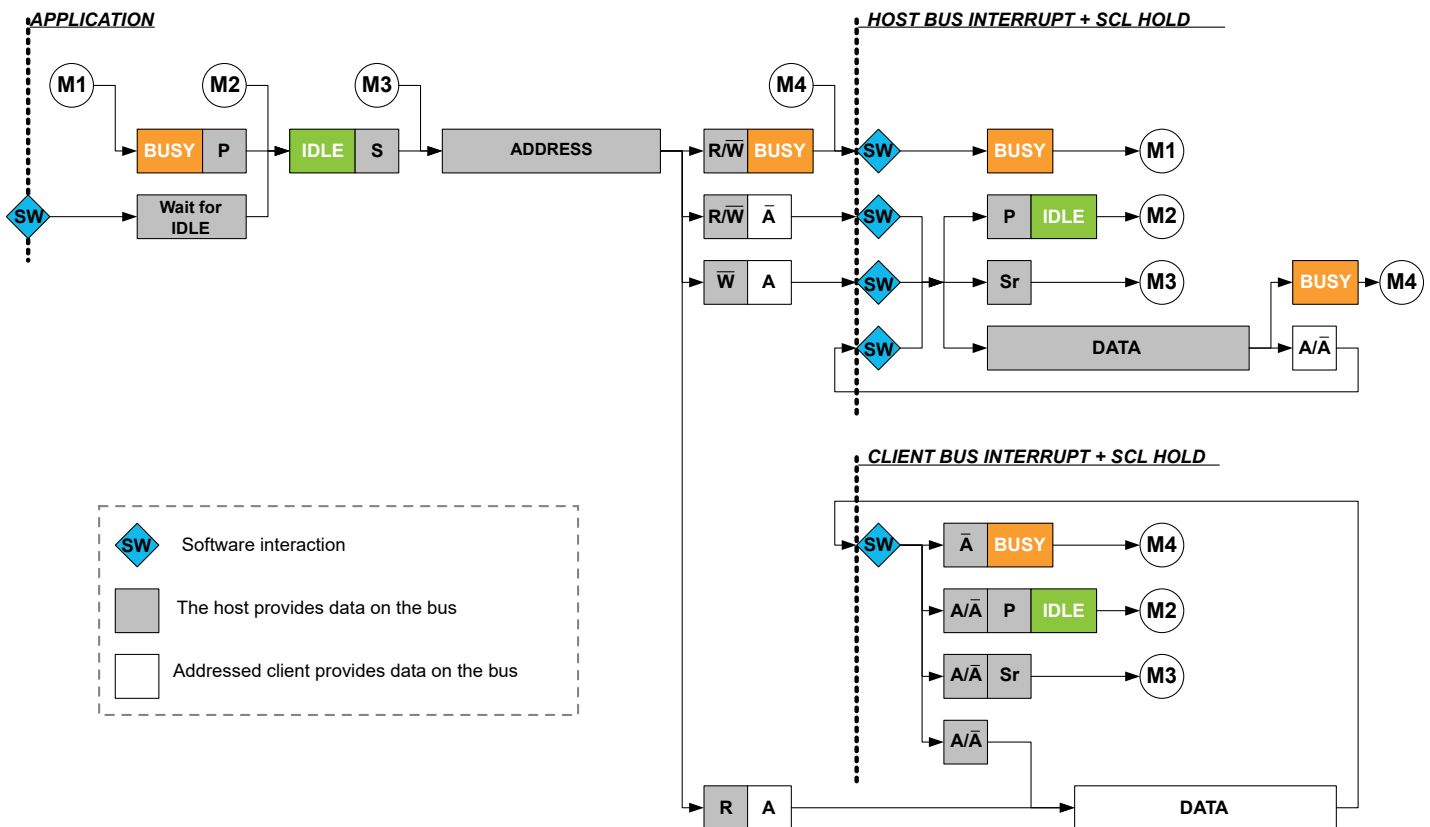 APPLICATION
HOST BUS INTERRUPT + SCL HOLD
M1
M2
M3
M4
BUSY P
IDLE S
ADDRESS
R/W̅ BUSY
SW
BUSY
M1
SW
Wait for
IDLE
R/W̅ A̅
SW
P IDLE
M2
W̅ A
SW
Sr
M3
BUSY
M4
SW
DATA
A/A̅
CLIENT BUS INTERRUPT + SCL HOLD
SW
A̅ BUSY
M4
A/A̅ P IDLE
M2
A/A̅ Sr
M3
A/A̅
R A
DATA
SW
Software interaction
The host provides data on the bus
Addressed client provides data on the bus